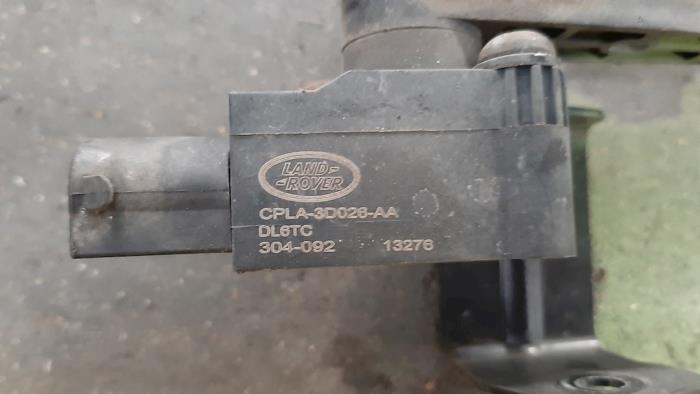 LAND-
-ROVER
CPLA-3D026-AA
DL6TC
304-092 13276